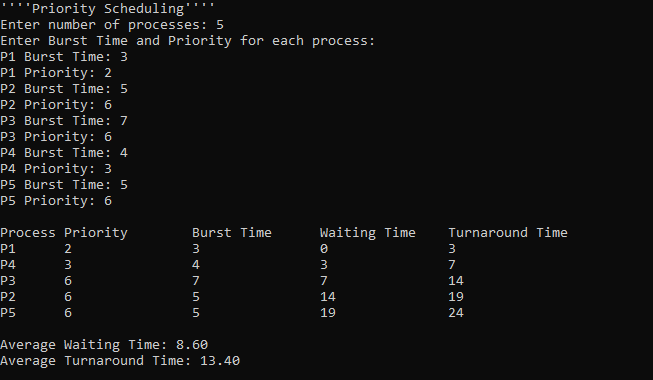 ''''Priority Scheduling''''
Enter number of processes: 5
Enter Burst Time and Priority for each process:
P1 Burst Time: 3
P1 Priority: 2
P2 Burst Time: 5
P2 Priority: 6
P3 Burst Time: 7
P3 Priority: 6
P4 Burst Time: 4
P4 Priority: 3
P5 Burst Time: 5
P5 Priority: 6
Process Priority Burst Time Waiting Time Turnaround Time
P1 2 3 0 3
P4 3 4 3 7
P3 6 7 7 14
P2 6 5 14 19
P5 6 5 19 24
Average Waiting Time: 8.60
Average Turnaround Time: 13.40